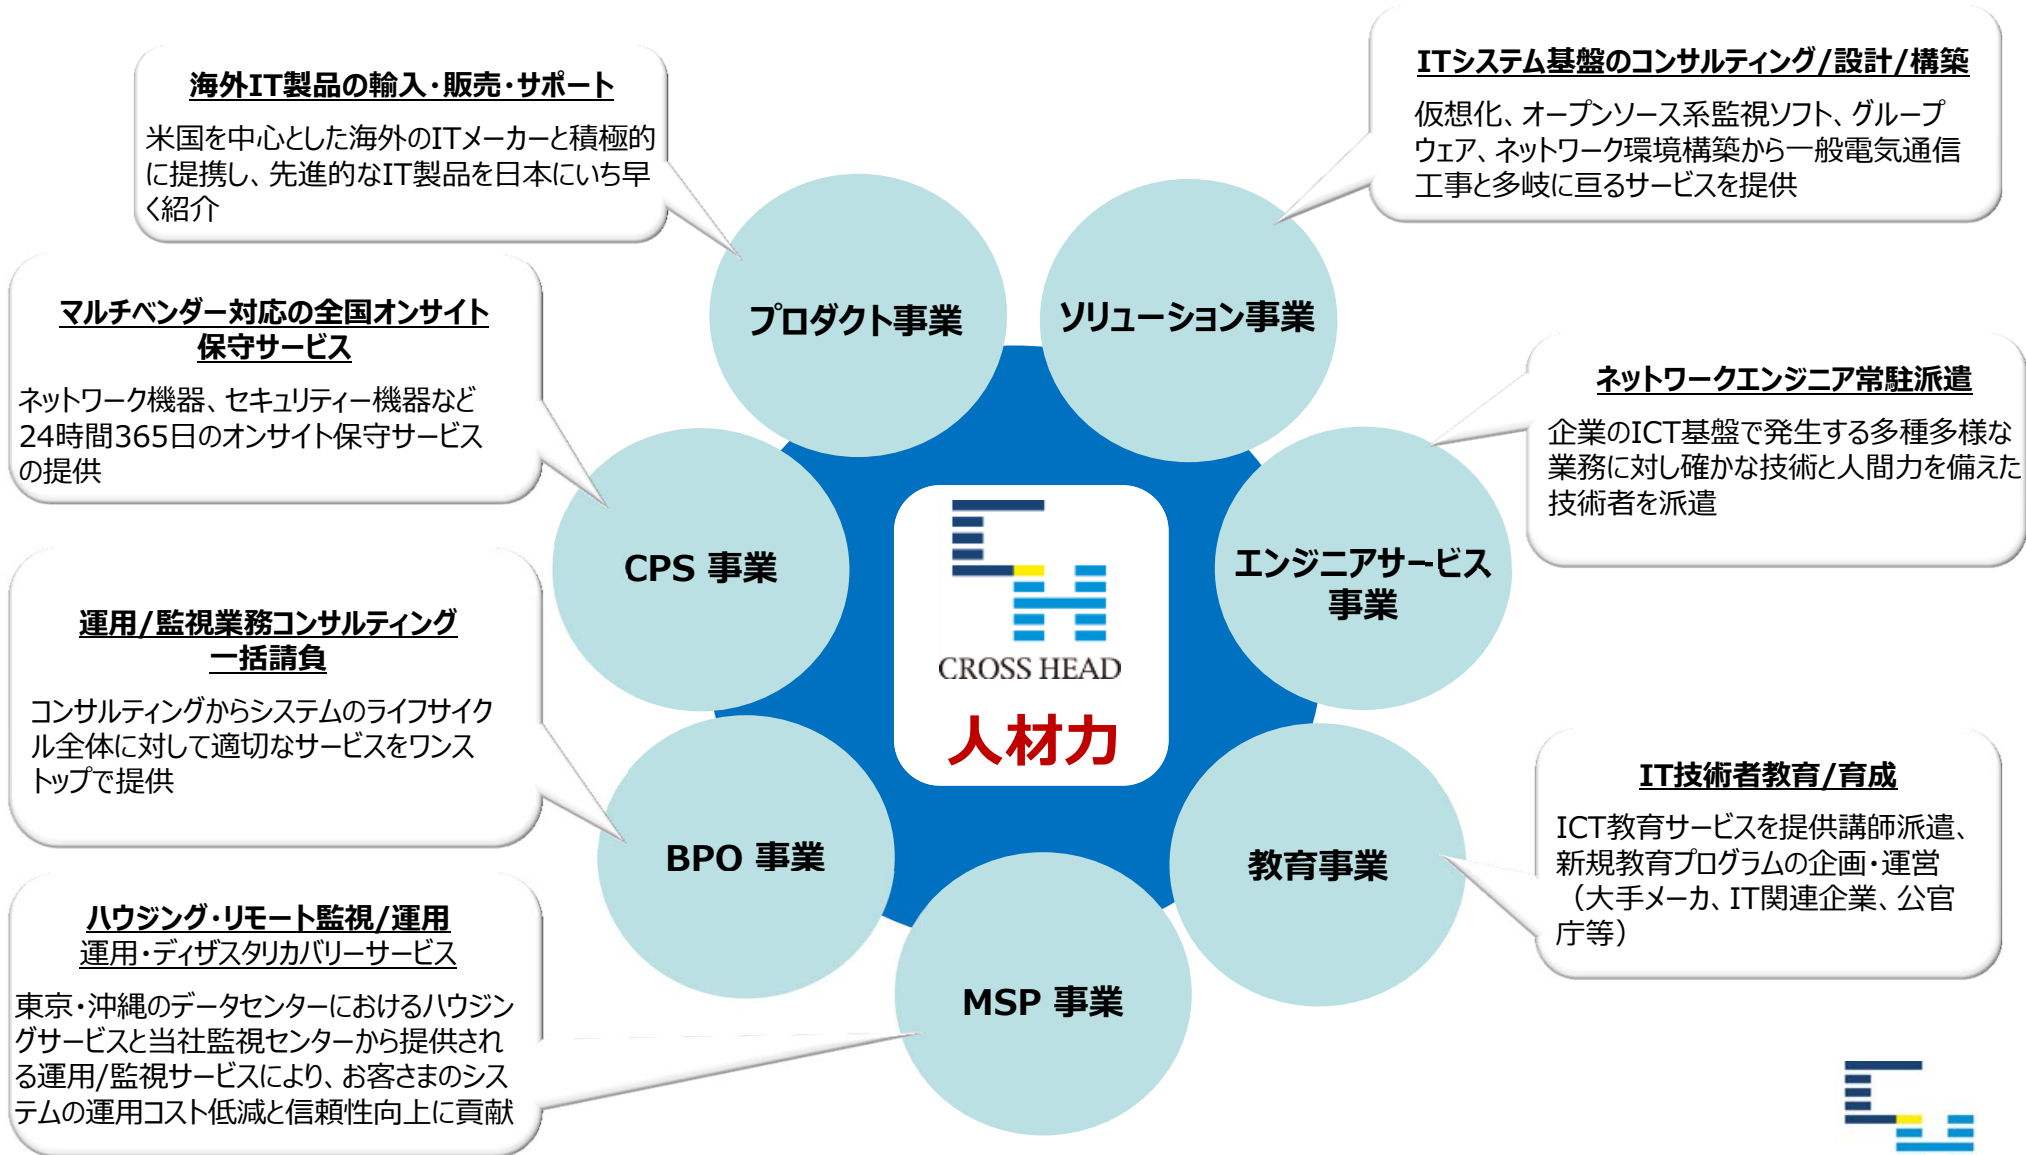 海外IT製品の輸入・販売・サポート
米国を中心とした海外のITメーカーと積極的
に提携し、先進的なIT製品を日本にいち早
く紹介
ITシステム基盤のコンサルティング/設計/構築
仮想化、オープンソース系監視ソフト、グループ
ウェア、ネットワーク環境構築から一般電気通信
工事と多岐に亘るサービスを提供
マルチベンダー対応の全国オンサイト
保守サービス
ネットワーク機器、セキュリティー機器など
24時間365日のオンサイト保守サービス
の提供
プロダクト事業
ソリューション事業
ネットワークエンジニア常駐派遣
企業のICT基盤で発生する多種多様な
業務に対し確かな技術と人間力を備えた
技術者を派遣
CPS 事業
エンジニアサービス
事業
CROSS HEAD
人材力
運用/監視業務コンサルティング
一括請負
コンサルティングからシステムのライフサイク
ル全体に対して適切なサービスをワンス
トップで提供
BPO 事業
教育事業
IT技術者教育/育成
ICT教育サービスを提供講師派遣、
新規教育プログラムの企画・運営
（大手メーカ、IT関連企業、公官
庁等）
ハウジング・リモート監視/運用
運用・ディザスタリカバリーサービス
東京・沖縄のデータセンターにおけるハウジン
グサービスと当社監視センターから提供され
る運用/監視サービスにより、お客さまのシス
テムの運用コスト低減と信頼性向上に貢献
MSP 事業